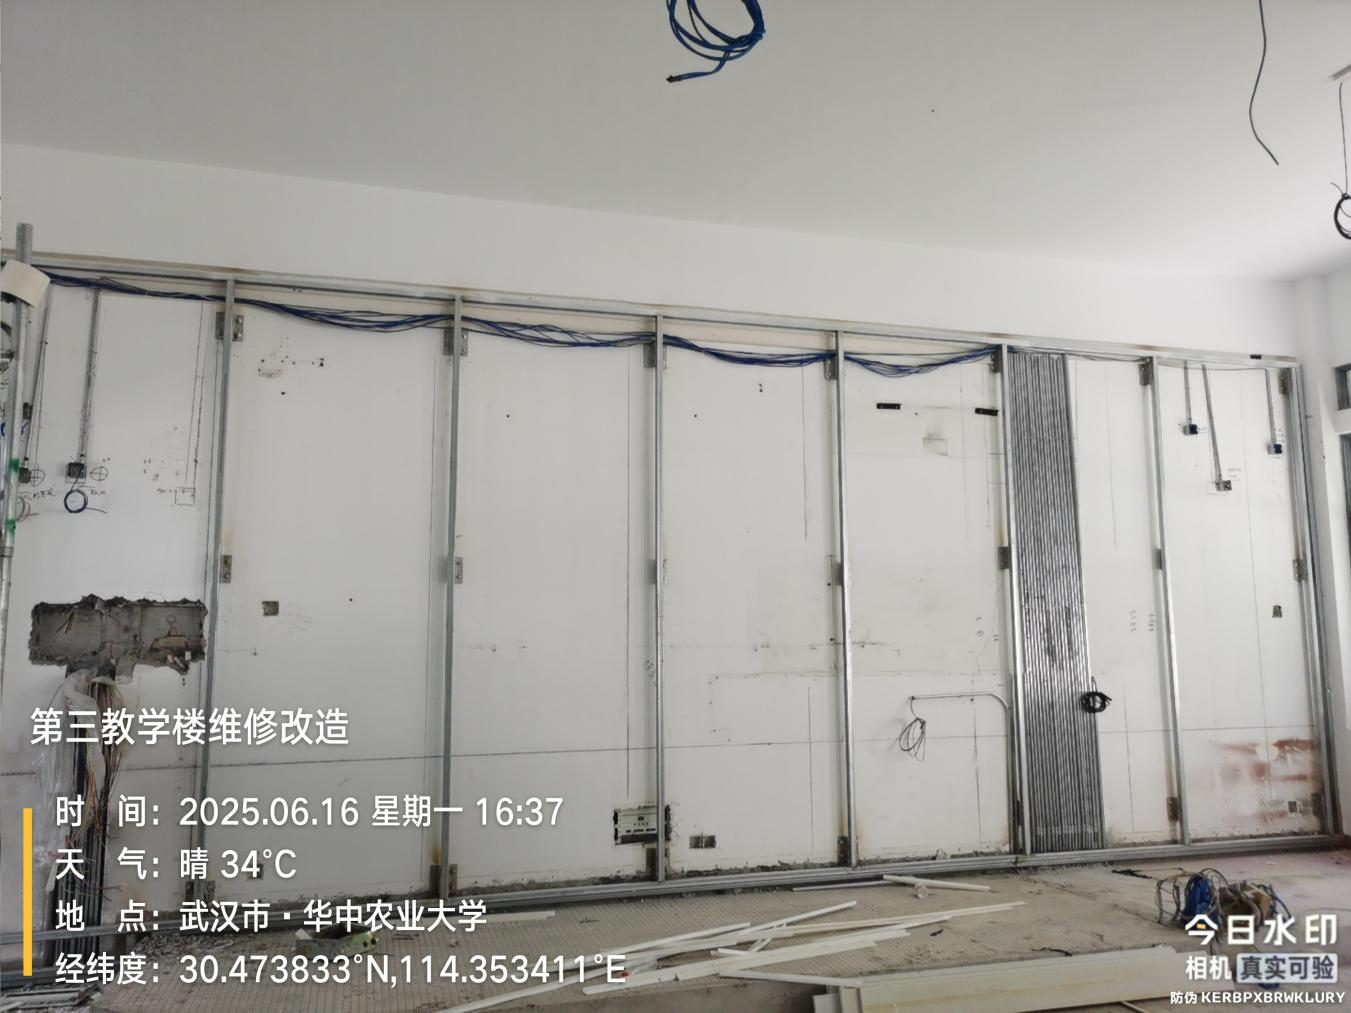 第三教学楼维修改造
时 间：2025.06.16 星期一 16:37
天 气：晴 34°C
地 点：武汉市·华中农业大学
经纬度：30.473833°N,114.353411°E
今日水印
相机 真实可验
防伪 KERBPXBRWKLURY